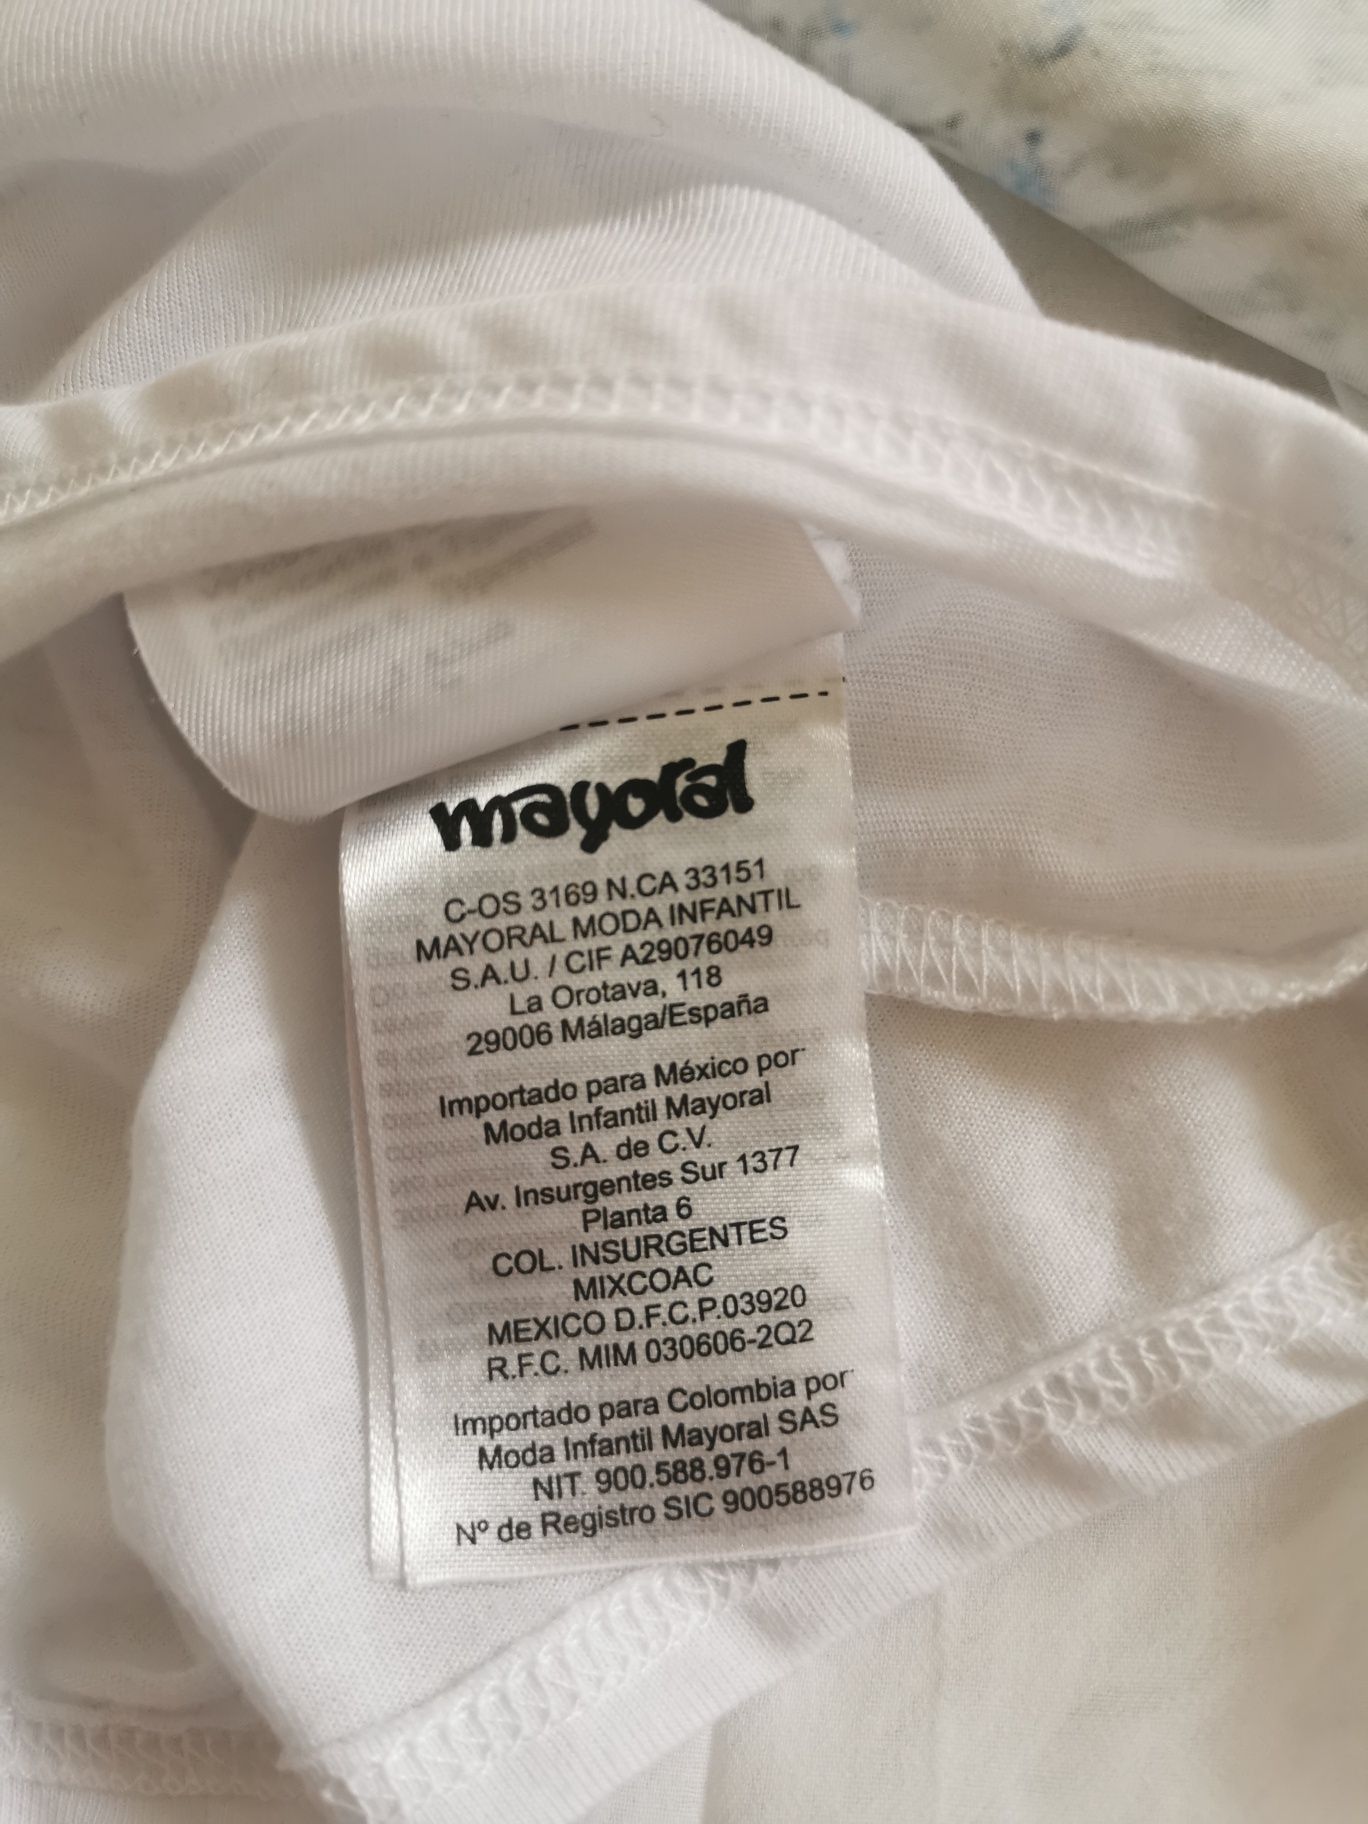 mayoral
C-OS 3169 N.CA 33151
MAYORAL MODA INFANTIL
S.A.U. / CIF A29076049
La Orotava, 118
29006 Málaga/España
Importado para México por:
Moda Infantil Mayoral
S.A. de C.V.
Av. Insurgentes Sur 1377
Planta 6
COL. INSURGENTES
MIXCOAC
MEXICO D.F.C.P.03920
R.F.C. MIM 030606-2Q2
Importado para Colombia por:
Moda Infantil Mayoral SAS
NIT. 900.588.976-1
Nº de Registro SIC 900588976